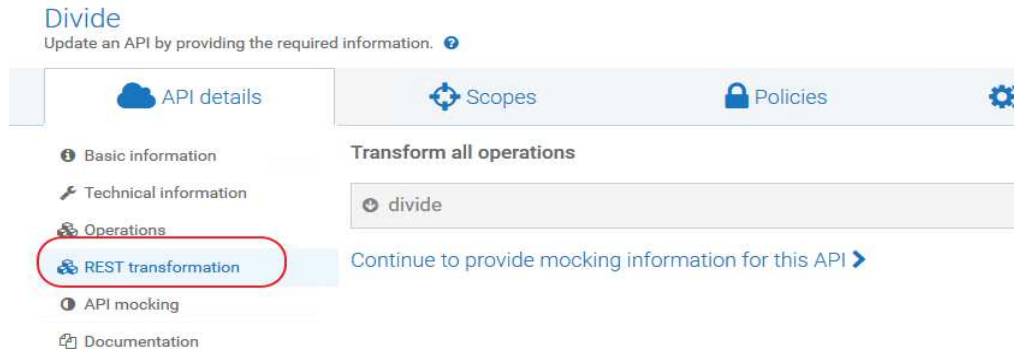 Divide
Update an API by providing the required information.
API details
Scopes
Policies
Basic information
Technical information
Operations
REST transformation
API mocking
Documentation
Transform all operations
divide
Continue to provide mocking information for this API